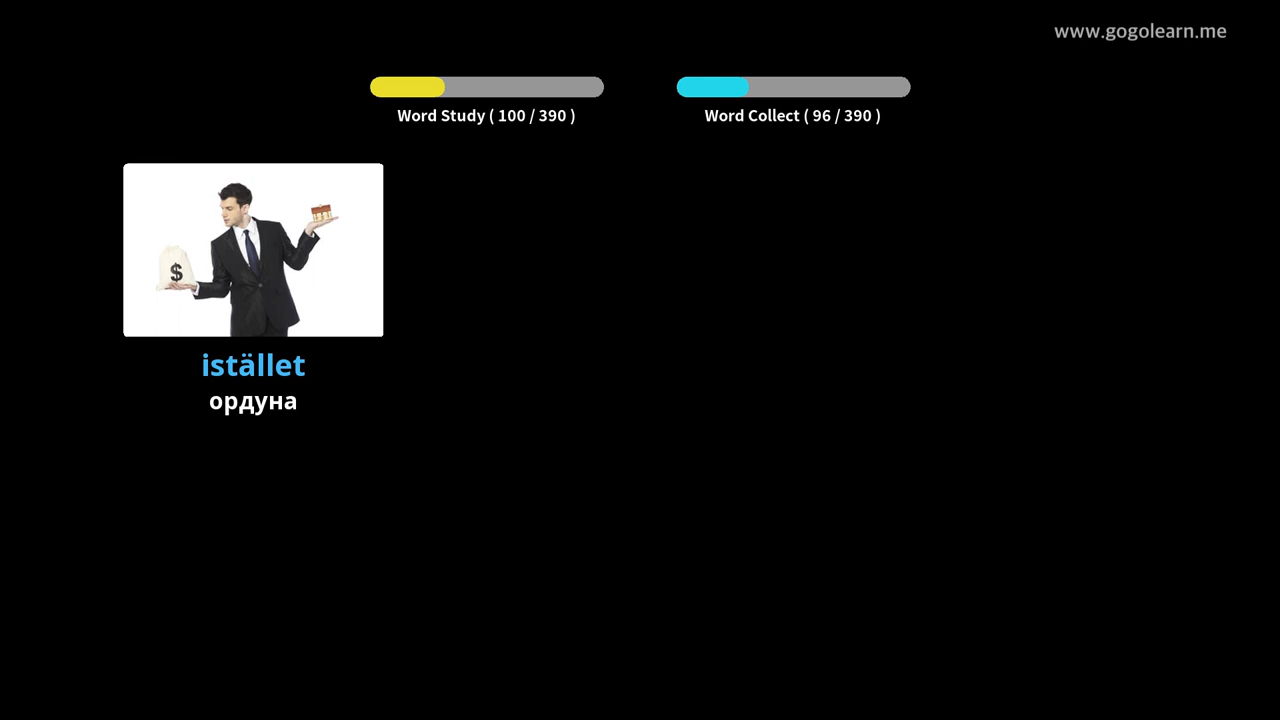 www.gogolearn.me
Word Study ( 100 / 390 )
Word Collect ( 96 / 390 )
$
istället
ордуна